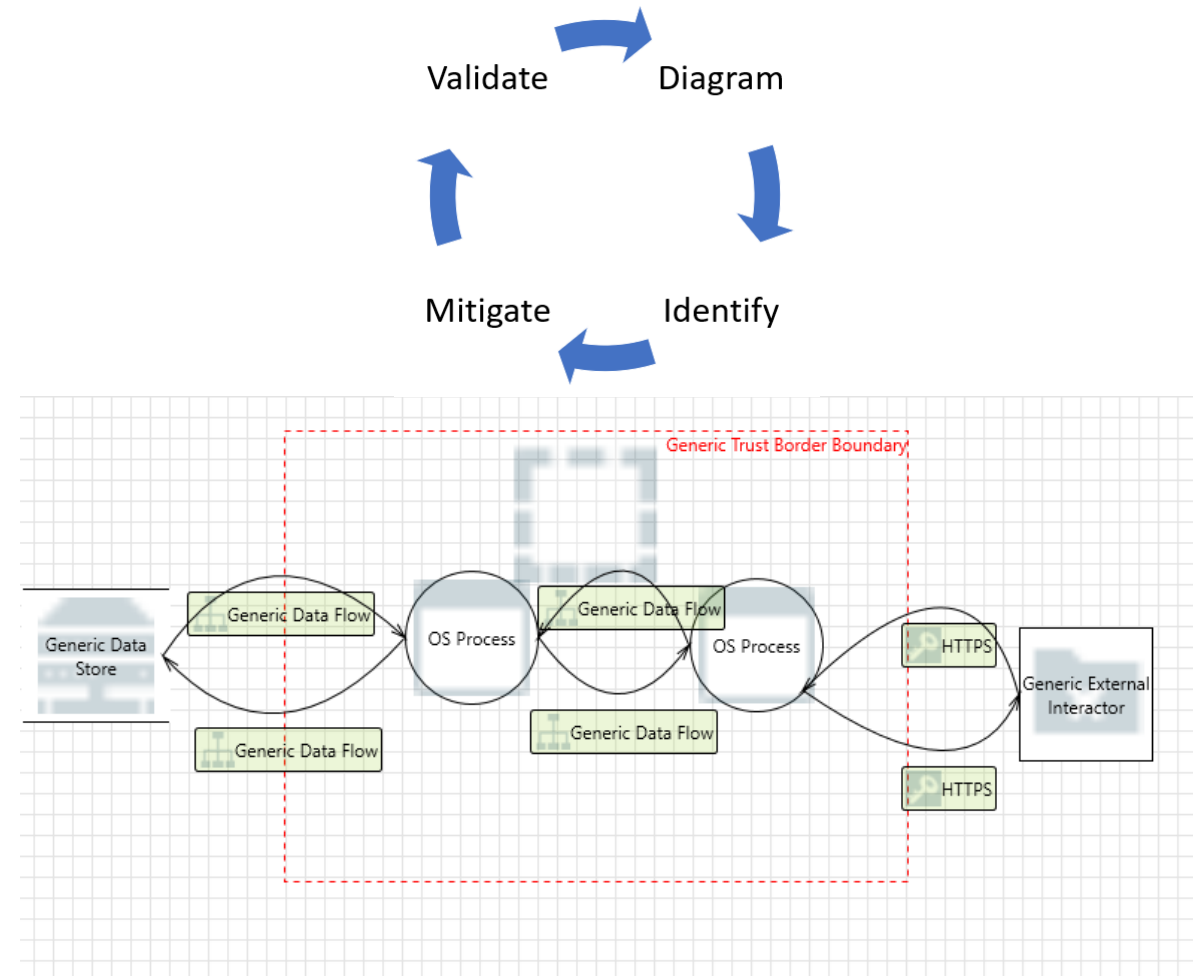 Validate
Diagram
Mitigate
Identify
Generic Trust Border Boundary
Generic Data Flow
Generic Data Flow
OS Process
OS Process
HTTPS
Generic Data
Store
Generic External
Interactor
Generic Data Flow
Generic Data Flow
HTTPS